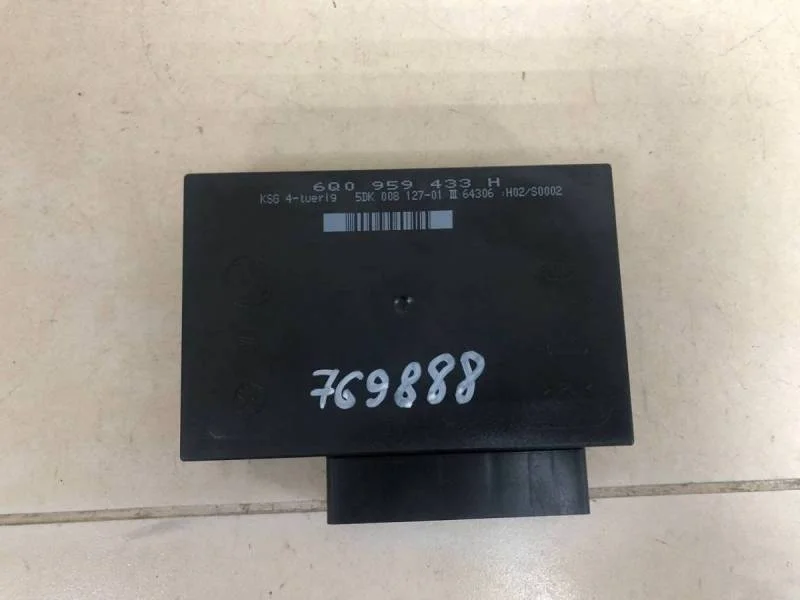 6Q0 959 433 H
KSG 4-tuerig 5DK 008 127-01 III 64306 :H02/S0002
769888